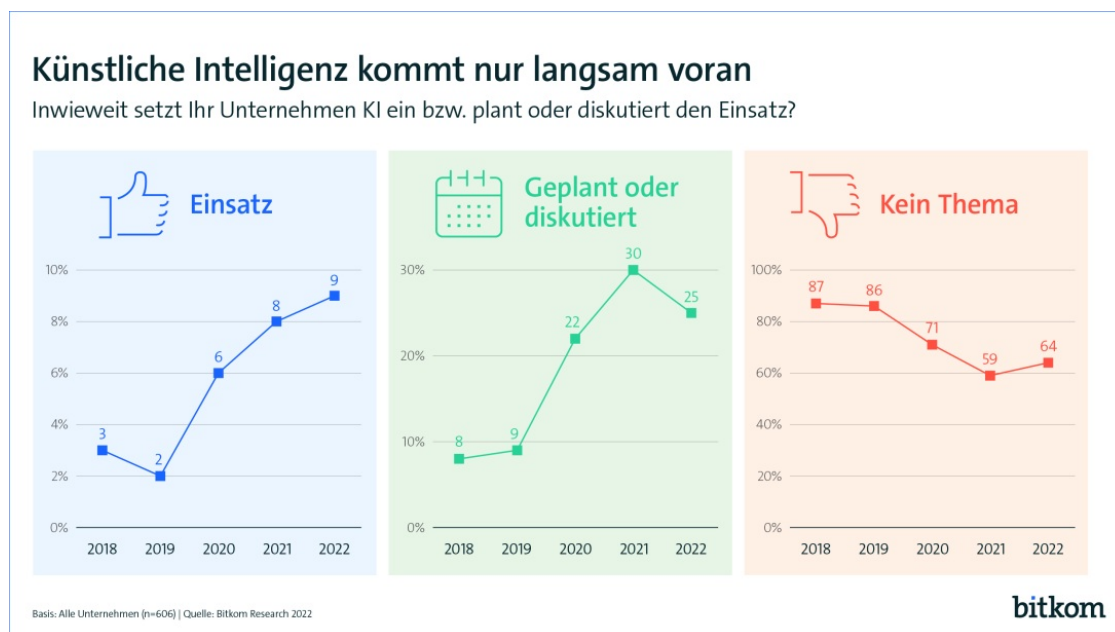 Künstliche Intelligenz kommt nur langsam voran
Inwieweit setzt Ihr Unternehmen KI ein bzw. plant oder diskutiert den Einsatz?
Einsatz
10%
8%
6%
4%
2%
0%
3
2
6
8
9
2018 2019 2020 2021 2022
Geplant oder
diskutiert
30%
20%
10%
0%
8
9
22
30
25
2018 2019 2020 2021 2022
Kein Thema
100%
80%
60%
40%
20%
0%
87
86
71
59
64
2018 2019 2020 2021 2022
Basis: Alle Unternehmen (n=606) | Quelle: Bitkom Research 2022
bitkom